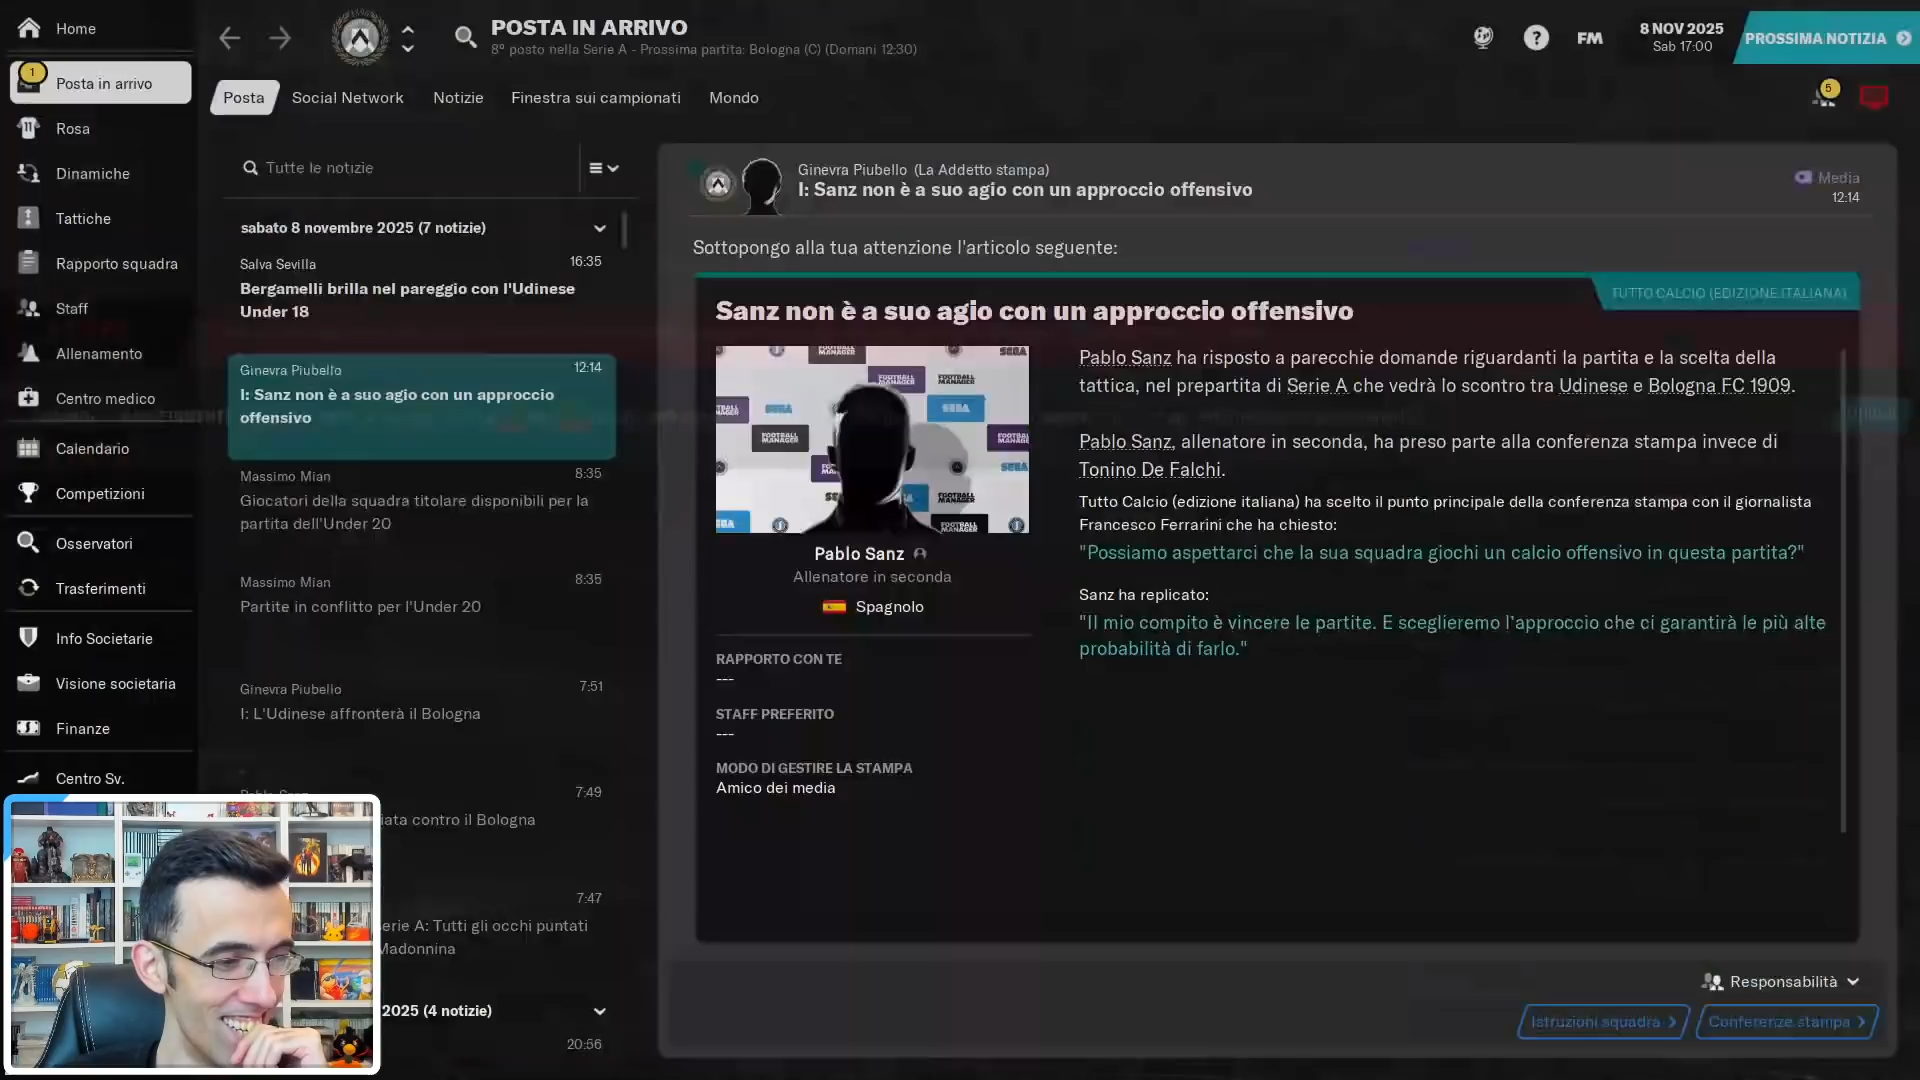 Home
POSTA IN ARRIVO
8º posto nella Serie A - Prossima partita: Bologna (C) (Domani 12:30)
FM
8 NOV 2025
Sab 17:00
PROSSIMA NOTIZIA
1
Posta in arrivo
Posta
Social Network
Notizie
Finestra sui campionati
Mondo
5
Rosa
Dinamiche
Tattiche
Rapporto squadra
Staff
Allenamento
Centro medico
Calendario
Competizioni
Osservatori
Trasferimenti
Info Societarie
Visione societaria
Finanze
Centro Sv.
Tutte le notizie
sabato 8 novembre 2025 (7 notizie)
Salva Sevilla
16:35
Bergamelli brilla nel pareggio con l'Udinese
Under 18
Ginevra Piubello
12:14
I: Sanz non è a suo agio con un approccio
offensivo
Massimo Mian
8:35
Giocatori della squadra titolare disponibili per la
partita dell'Under 20
Massimo Mian
8:35
Partite in conflitto per l'Under 20
Ginevra Piubello
7:51
I: L'Udinese affronterà il Bologna
7:49
iata contro il Bologna
7:47
erie A: Tutti gli occhi puntati
Madonnina
2025 (4 notizie)
20:56
Ginevra Piubello (La Addetto stampa)
I: Sanz non è a suo agio con un approccio offensivo
Media
12:14
Sottopongo alla tua attenzione l'articolo seguente:
TUTTO CALCIO (EDIZIONE ITALIANA)
Sanz non è a suo agio con un approccio offensivo
FOOTBALL MANAGER
SEGA
Pablo Sanz
Allenatore in seconda
Spagnolo
RAPPORTO CON TE
---
STAFF PREFERITO
---
MODO DI GESTIRE LA STAMPA
Amico dei media
Pablo Sanz ha risposto a parecchie domande riguardanti la partita e la scelta della
tattica, nel prepartita di Serie A che vedrà lo scontro tra Udinese e Bologna FC 1909.
Pablo Sanz, allenatore in seconda, ha preso parte alla conferenza stampa invece di
Tonino De Falchi.
Tutto Calcio (edizione italiana) ha scelto il punto principale della conferenza stampa con il giornalista
Francesco Ferrarini che ha chiesto:
"Possiamo aspettarci che la sua squadra giochi un calcio offensivo in questa partita?"
Sanz ha replicato:
"Il mio compito è vincere le partite. E sceglieremo l'approccio che ci garantirà le più alte
probabilità di farlo."
Responsabilità
Istruzioni squadra
Conferenze stampa